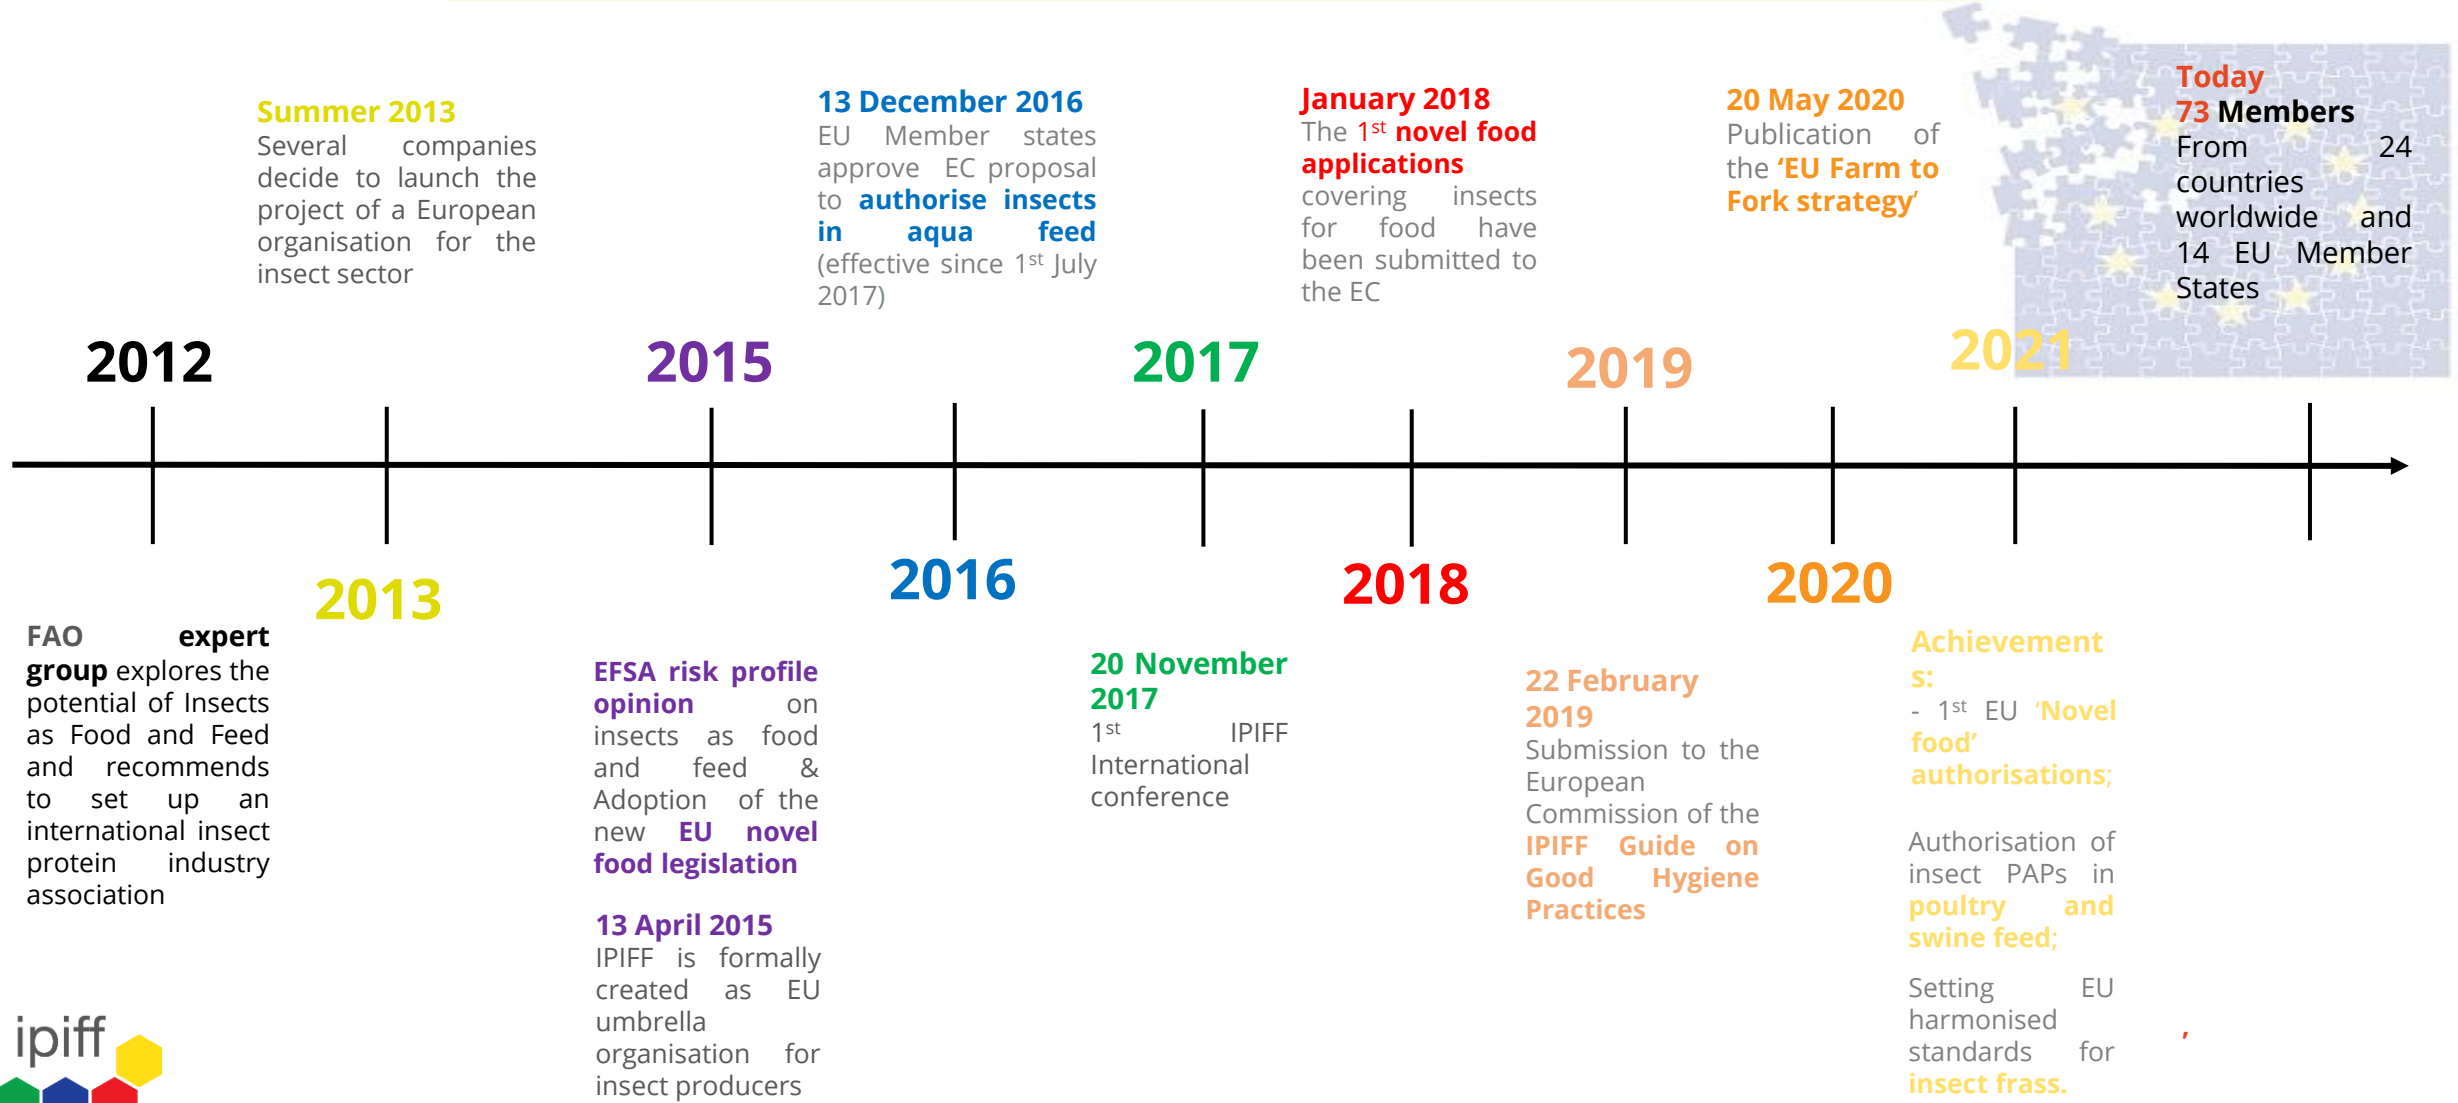 Summer 2013
Several companies
decide to launch the
project of a European
organisation for the
insect sector
13 December 2016
EU Member states
approve EC proposal
to authorise insects
in aqua feed
(effective since 1st July
2017)
January 2018
The 1st novel food
applications
covering insects
for food have
been submitted to
the EC
20 May 2020
Publication of
the ‘EU Farm to
Fork strategy’
Today
73 Members
From 24
countries
worldwide and
14 EU Member
States
2012
2015
2017
2019
2021
2013
2016
2018
2020
FAO expert
group explores the
potential of Insects
as Food and Feed
and recommends
to set up an
international insect
protein industry
association
EFSA risk profile
opinion on
insects as food
and feed &
Adoption of the
new EU novel
food legislation
13 April 2015
IPIFF is formally
created as EU
umbrella
organisation for
insect producers
20 November
2017
1st IPIFF
International
conference
22 February
2019
Submission to the
European
Commission of the
IPIFF Guide on
Good Hygiene
Practices
Achievement
s:
- 1st EU ‘Novel
food’
authorisations;
Authorisation of
insect PAPs in
poultry and
swine feed;
Setting EU
harmonised
standards for
insect frass.
,
ipiff